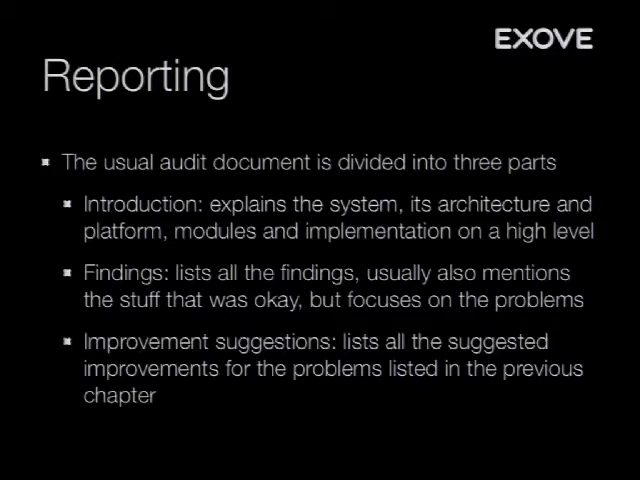 EXOVE
Reporting
The usual audit document is divided into three parts
Introduction: explains the system, its architecture and
platform, modules and implementation on a high level
Findings: lists all the findings, usually also mentions
the stuff that was okay, but focuses on the problems
Improvement suggestions: lists all the suggested
improvements for the problems listed in the previous
chapter